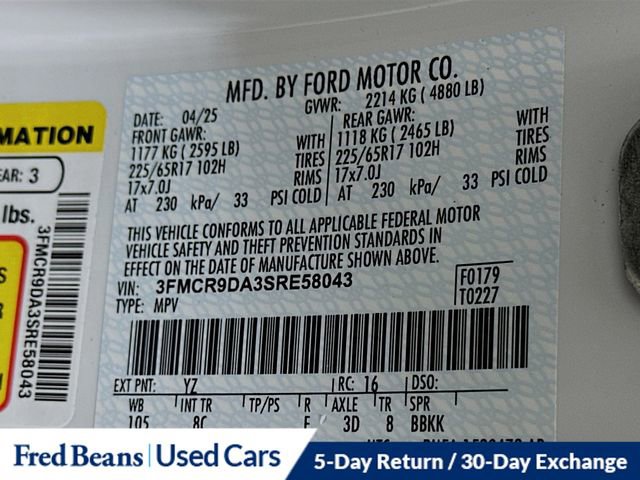 MFD. BY FORD MOTOR CO.
DATE: 04/25 GVWR: 2214 KG ( 4880 LB)
FRONT GAWR: WITH REAR GAWR: WITH
1177 KG ( 2595 LB) TIRES 1118 KG ( 2465 LB) TIRES
225/65R17 102H RIMS 225/65R17 102H RIMS
17x7.0J 17x7.0J
AT 230 kPa/ 33 PSI COLD AT 230 kPa/ 33 PSI COLD
THIS VEHICLE CONFORMS TO ALL APPLICABLE FEDERAL MOTOR
VEHICLE SAFETY AND THEFT PREVENTION STANDARDS IN
EFFECT ON THE DATE OF MANUFACTURE SHOWN ABOVE.
VIN: 3FMCR9DA3SRE58043 F0179
TYPE: MPV T0227
EXT PNT: YZ RC: 16 DSO:
WB INT TR TP/PS R AXLE TR SPR
105 8C 3D 8 BBKK
RMATION
EAR: 3
lbs.
3FMCR9DA3SRE58043
Fred Beans Used Cars
5-Day Return / 30-Day Exchange